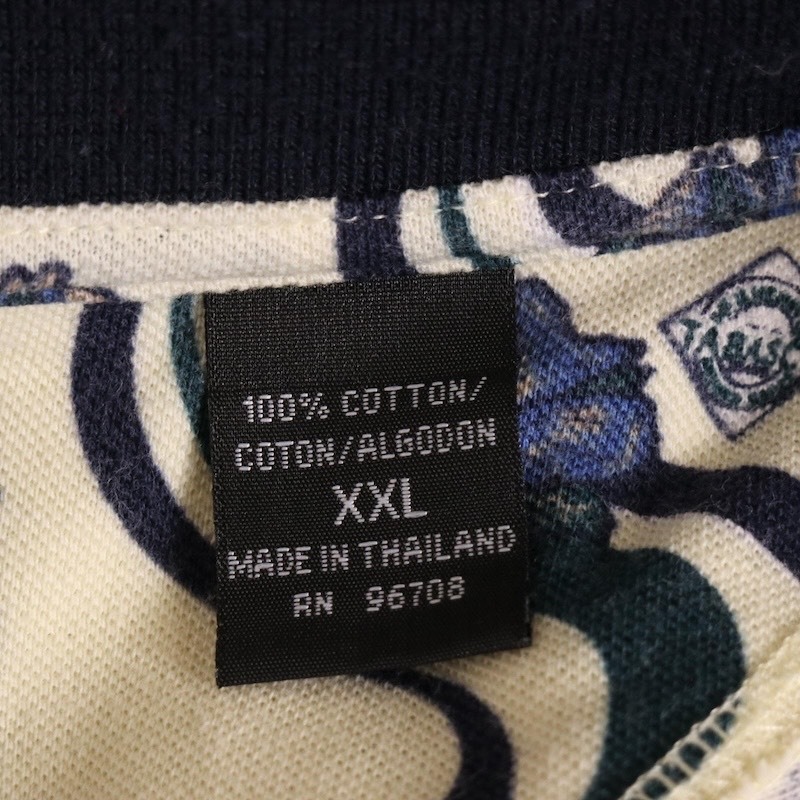 100% COTTON/
COTON/ALGODON
XXL
MADE IN THAILAND
RN 96708